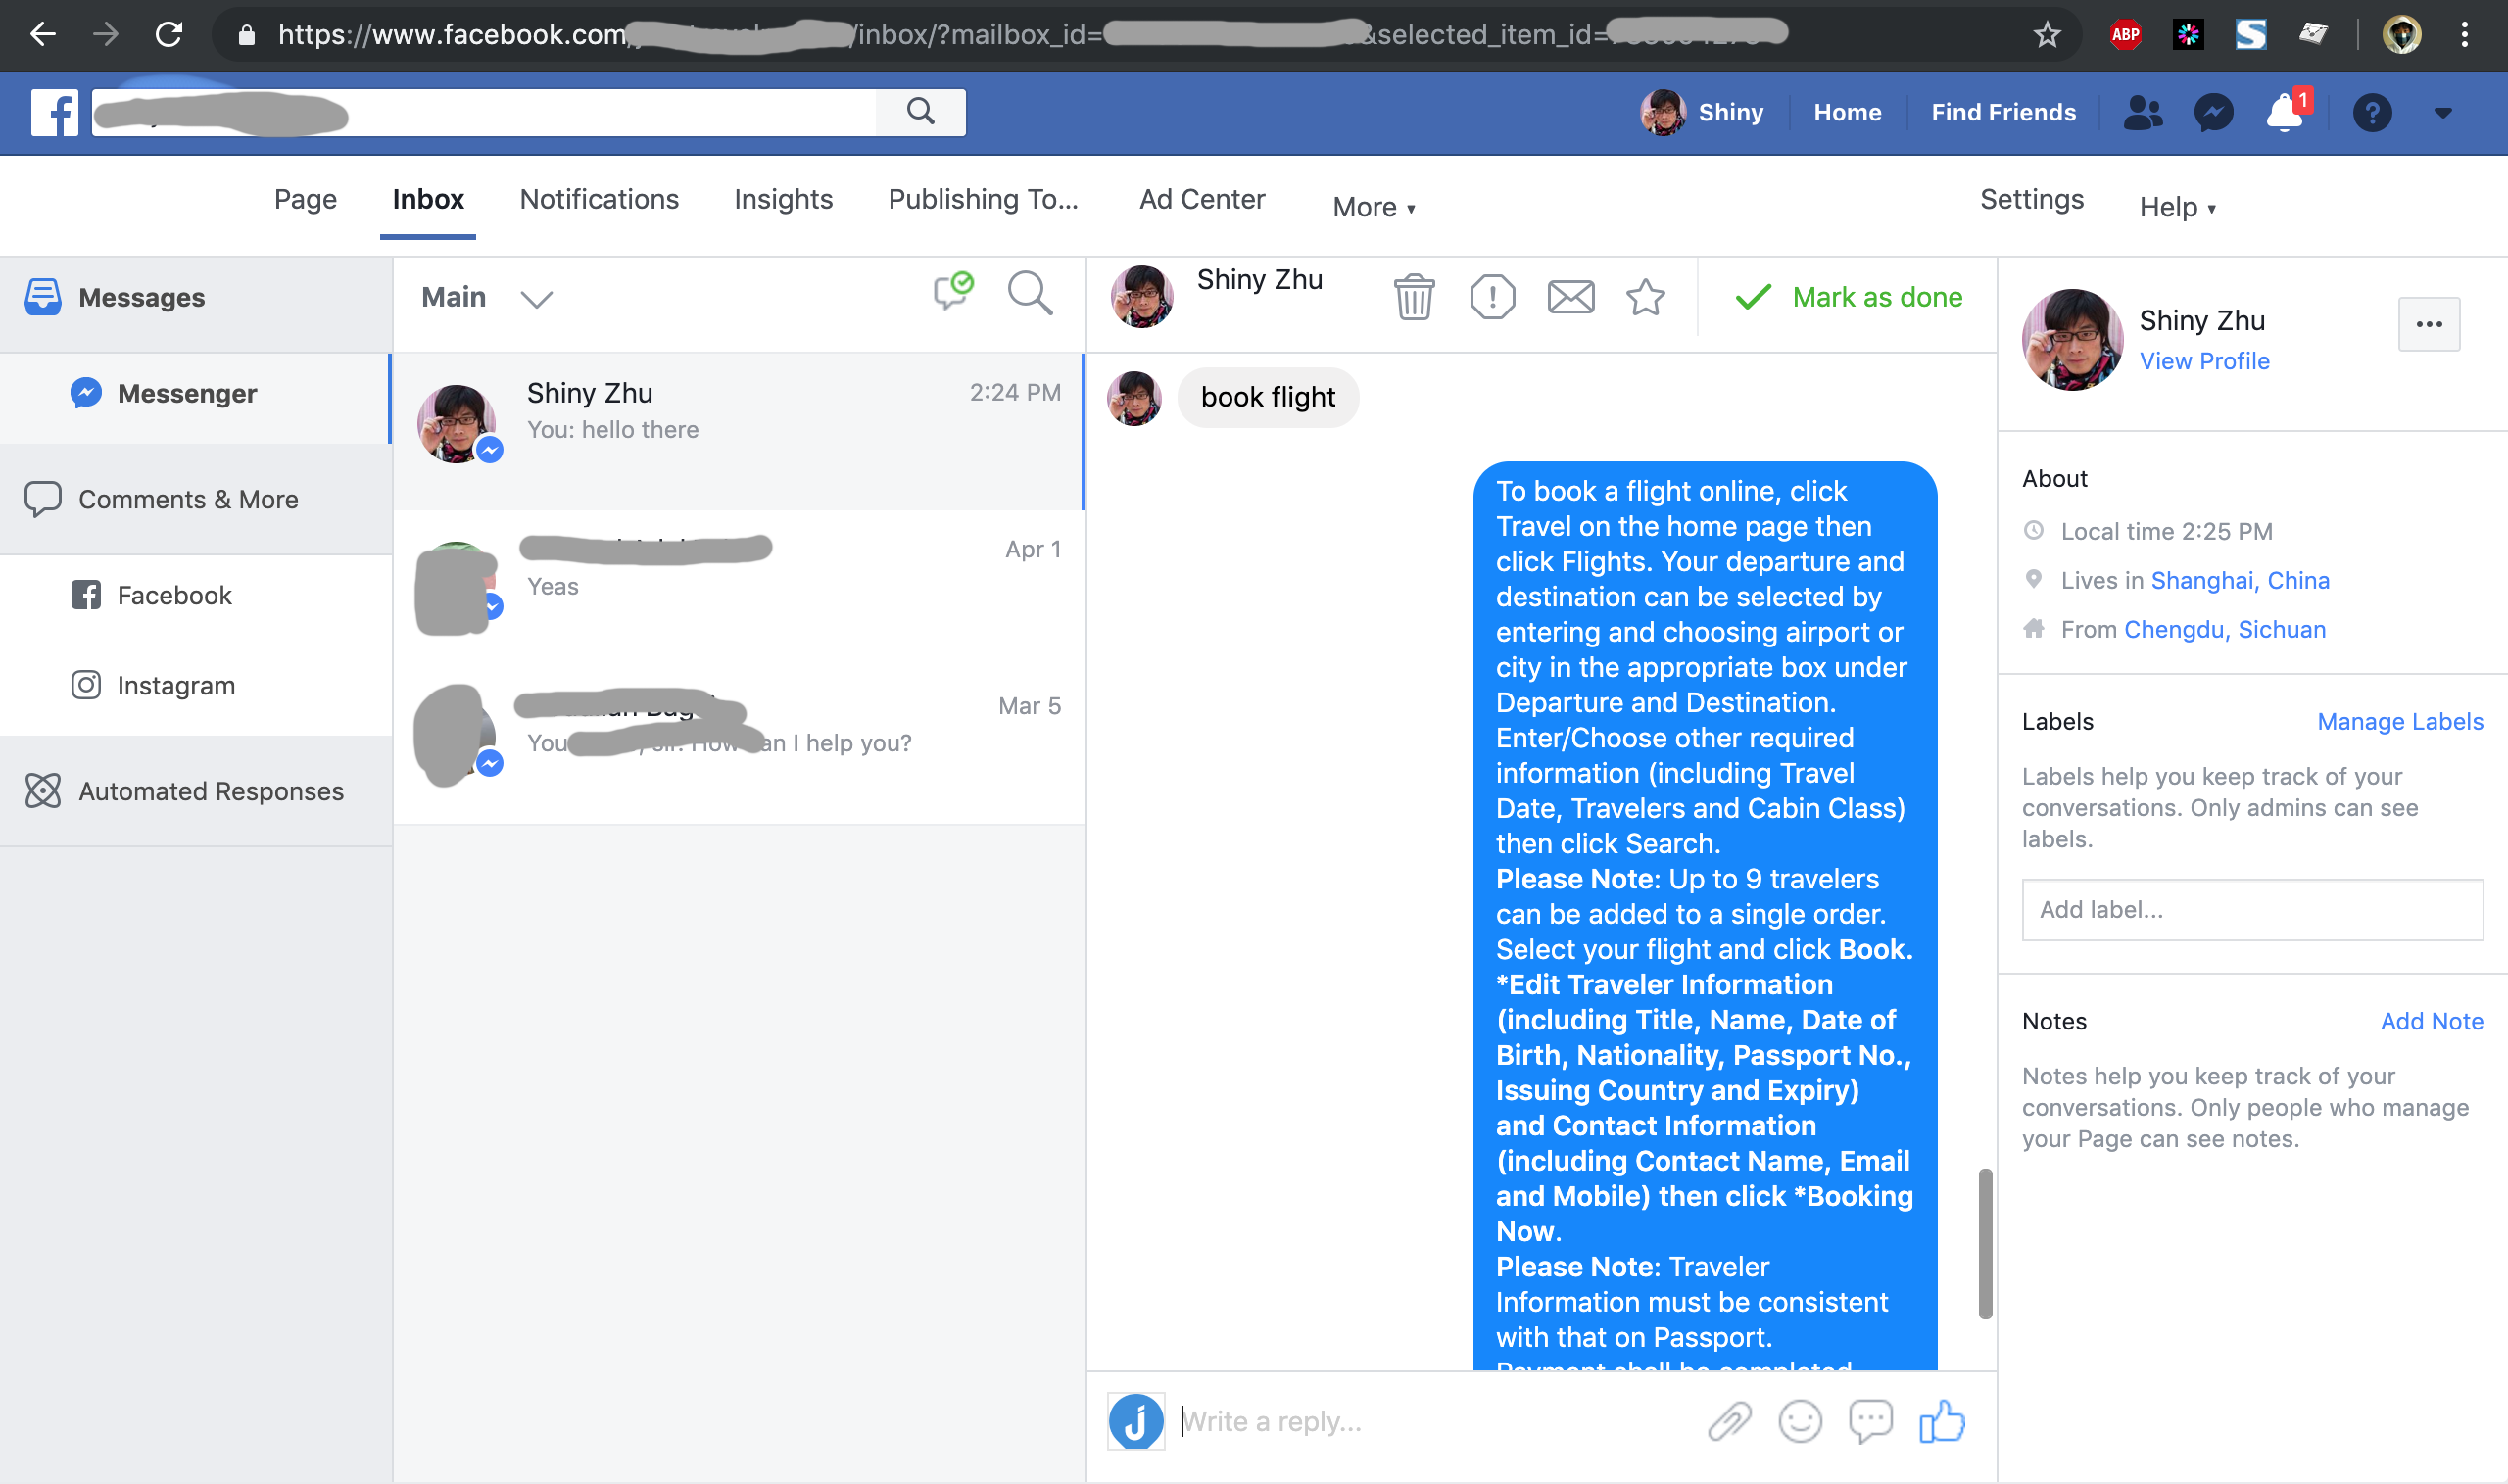 https://www.facebook.com/ /inbox/?mailbox_id= &selected_item_id=
ABP
Shiny
Home
Find Friends
1
Page
Inbox
Notifications
Insights
Publishing To...
Ad Center
More
Settings
Help
Messages
Messenger
Comments & More
Facebook
Instagram
Automated Responses
Main
Shiny Zhu
2:24 PM
You: hello there
Apr 1
Yeas
Mar 5
You an I help you?
Shiny Zhu
Mark as done
book flight
To book a flight online, click
Travel on the home page then
click Flights. Your departure and
destination can be selected by
entering and choosing airport or
city in the appropriate box under
Departure and Destination.
Enter/Choose other required
information (including Travel
Date, Travelers and Cabin Class)
then click Search.
Please Note: Up to 9 travelers
can be added to a single order.
Select your flight and click Book.
*Edit Traveler Information
(including Title, Name, Date of
Birth, Nationality, Passport No.,
Issuing Country and Expiry)
and Contact Information
(including Contact Name, Email
and Mobile) then click *Booking
Now.
Please Note: Traveler
Information must be consistent
with that on Passport.
Payment shall be completed
Write a reply...
Shiny Zhu
View Profile
About
Local time 2:25 PM
Lives in Shanghai, China
From Chengdu, Sichuan
Labels
Manage Labels
Labels help you keep track of your
conversations. Only admins can see
labels.
Add label...
Notes
Add Note
Notes help you keep track of your
conversations. Only people who manage
your Page can see notes.